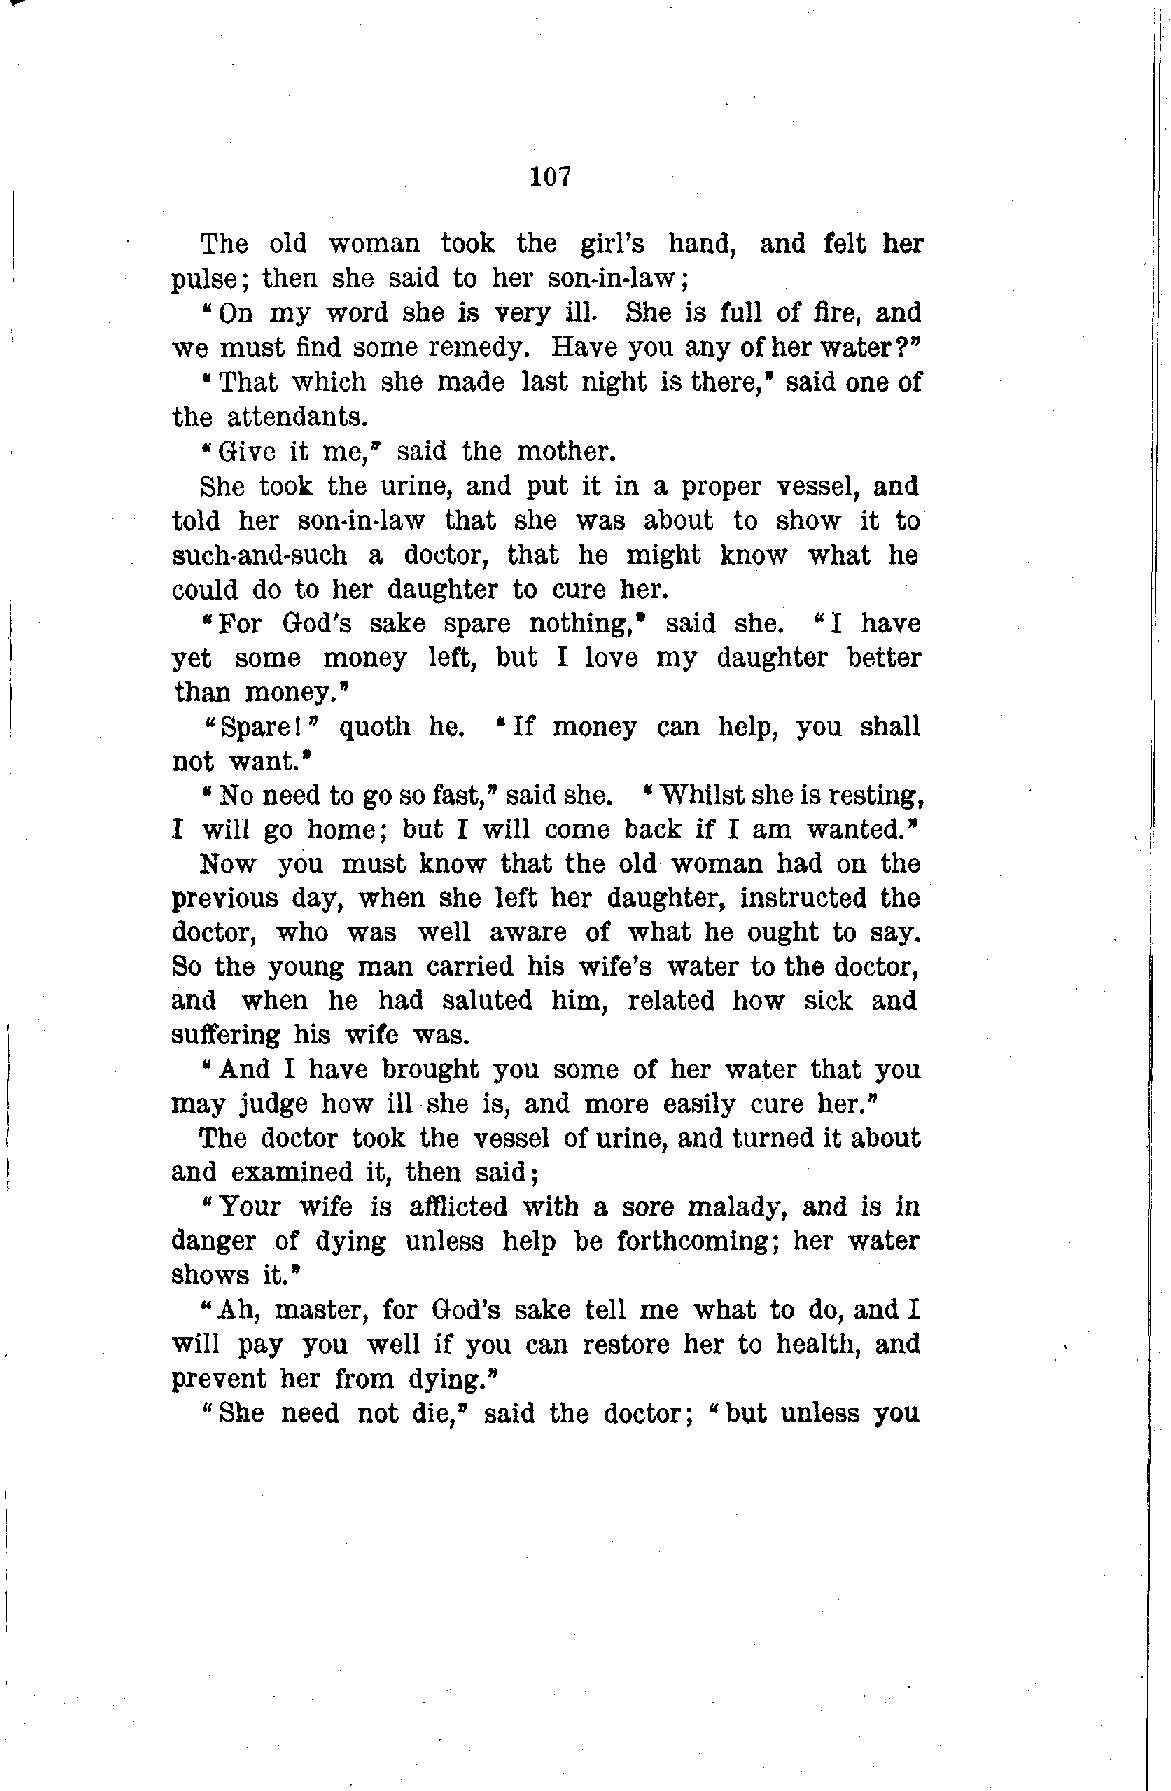 107
The old woman took the girl's hand, and felt her
pulse; then she said to her son-in-law;
"On my word she is very ill. She is full of fire, and
we must find some remedy. Have you any of her water?"
"That which she made last night is there," said one of
the attendants.
"Give it me," said the mother.
She took the urine, and put it in a proper vessel, and
told her son-in-law that she was about to show it to
such-and-such a doctor, that he might know what he
could do to her daughter to cure her.
"For God's sake spare nothing," said she. "I have
yet some money left, but I love my daughter better
than money."
"Spare!" quoth he. "If money can help, you shall
not want."
"No need to go so fast," said she. "Whilst she is resting,
I will go home; but I will come back if I am wanted."
Now you must know that the old woman had on the
previous day, when she left her daughter, instructed the
doctor, who was well aware of what he ought to say.
So the young man carried his wife's water to the doctor,
and when he had saluted him, related how sick and
suffering his wife was.
"And I have brought you some of her water that you
may judge how ill she is, and more easily cure her."
The doctor took the vessel of urine, and turned it about
and examined it, then said;
"Your wife is afflicted with a sore malady, and is in
danger of dying unless help be forthcoming; her water
shows it."
"Ah, master, for God's sake tell me what to do, and I
will pay you well if you can restore her to health, and
prevent her from dying."
"She need not die," said the doctor; "but unless you